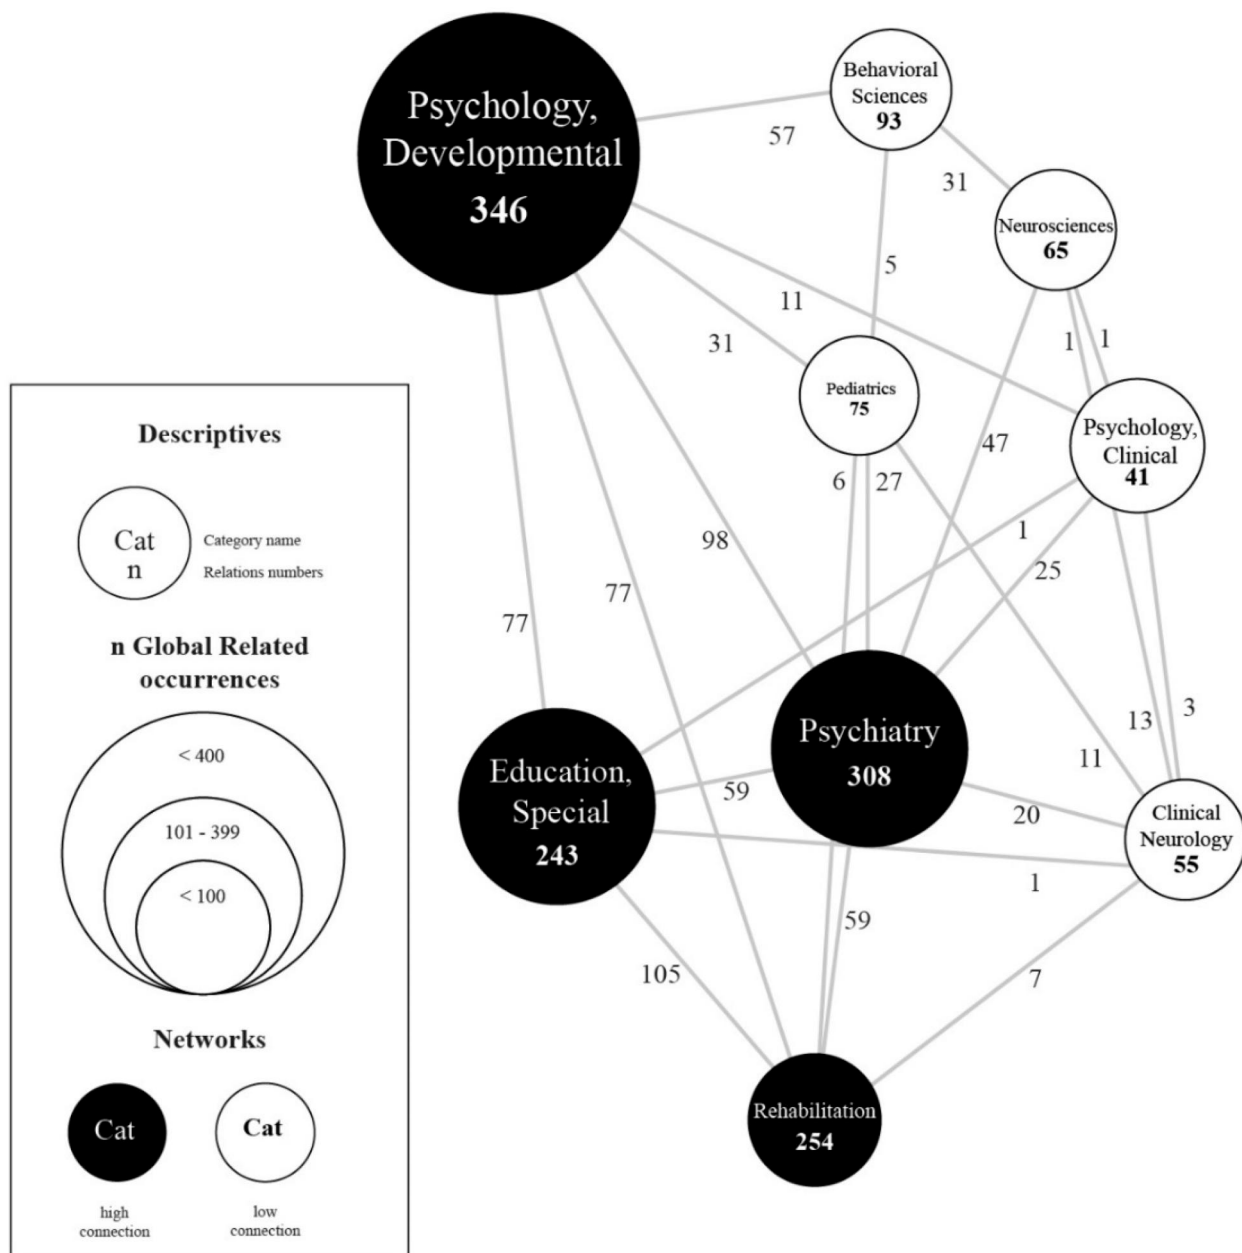 Psychology,
Developmental
346
Behavioral
Sciences
93
57
31
Neurosciences
65
5
11
31
1
1
Pediatrics
75
Psychology,
Clinical
41
47
6
27
98
1
25
77
77
Psychiatry
308
13
3
11
Education,
Special
243
59
20
Clinical
Neurology
55
1
59
105
7
Rehabilitation
254
Descriptives
Cat
n
Category name
Relations numbers
n Global Related
occurrences
< 400
101 - 399
< 100
Networks
Cat
Cat
high
connection
low
connection